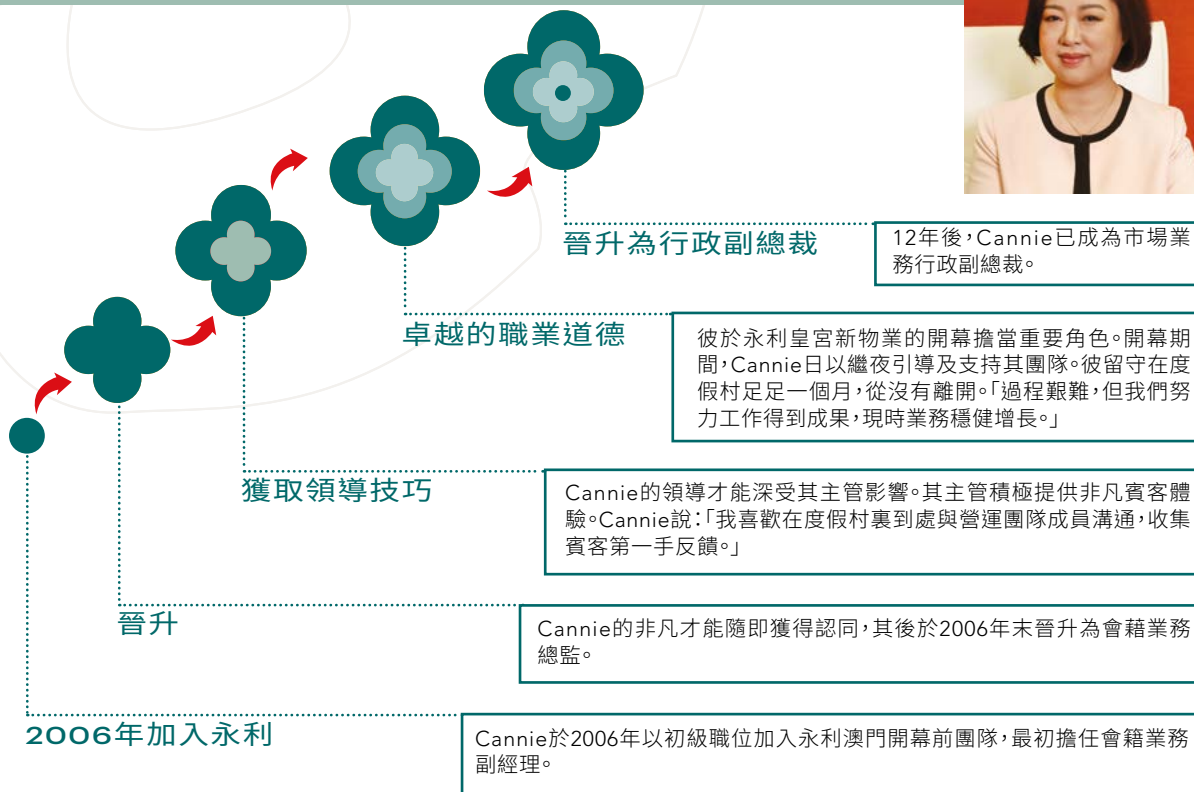 晉升為行政副總裁
12年後，Cannie已成為市場業
務行政副總裁。
卓越的職業道德
彼於永利皇宮新物業的開幕擔當重要角色。開幕期
間，Cannie日以繼夜引導及支持其團隊。彼留守在度
假村足足一個月，從沒有離開。「過程艱難，但我們努
力工作得到成果，現時業務穩健增長。」
獲取領導技巧
Cannie的領導才能深受其主管影響。其主管積極提供非凡賓客體
驗。Cannie說：「我喜歡在度假村裏到處與營運團隊成員溝通，收集
賓客第一手反饋。」
晉升
Cannie的非凡才能隨即獲得認同，其後於2006年末晉升為會藉業務
總監。
2006年加入永利
Cannie於2006年以初級職位加入永利澳門開幕前團隊，最初擔任會藉業務
副經理。